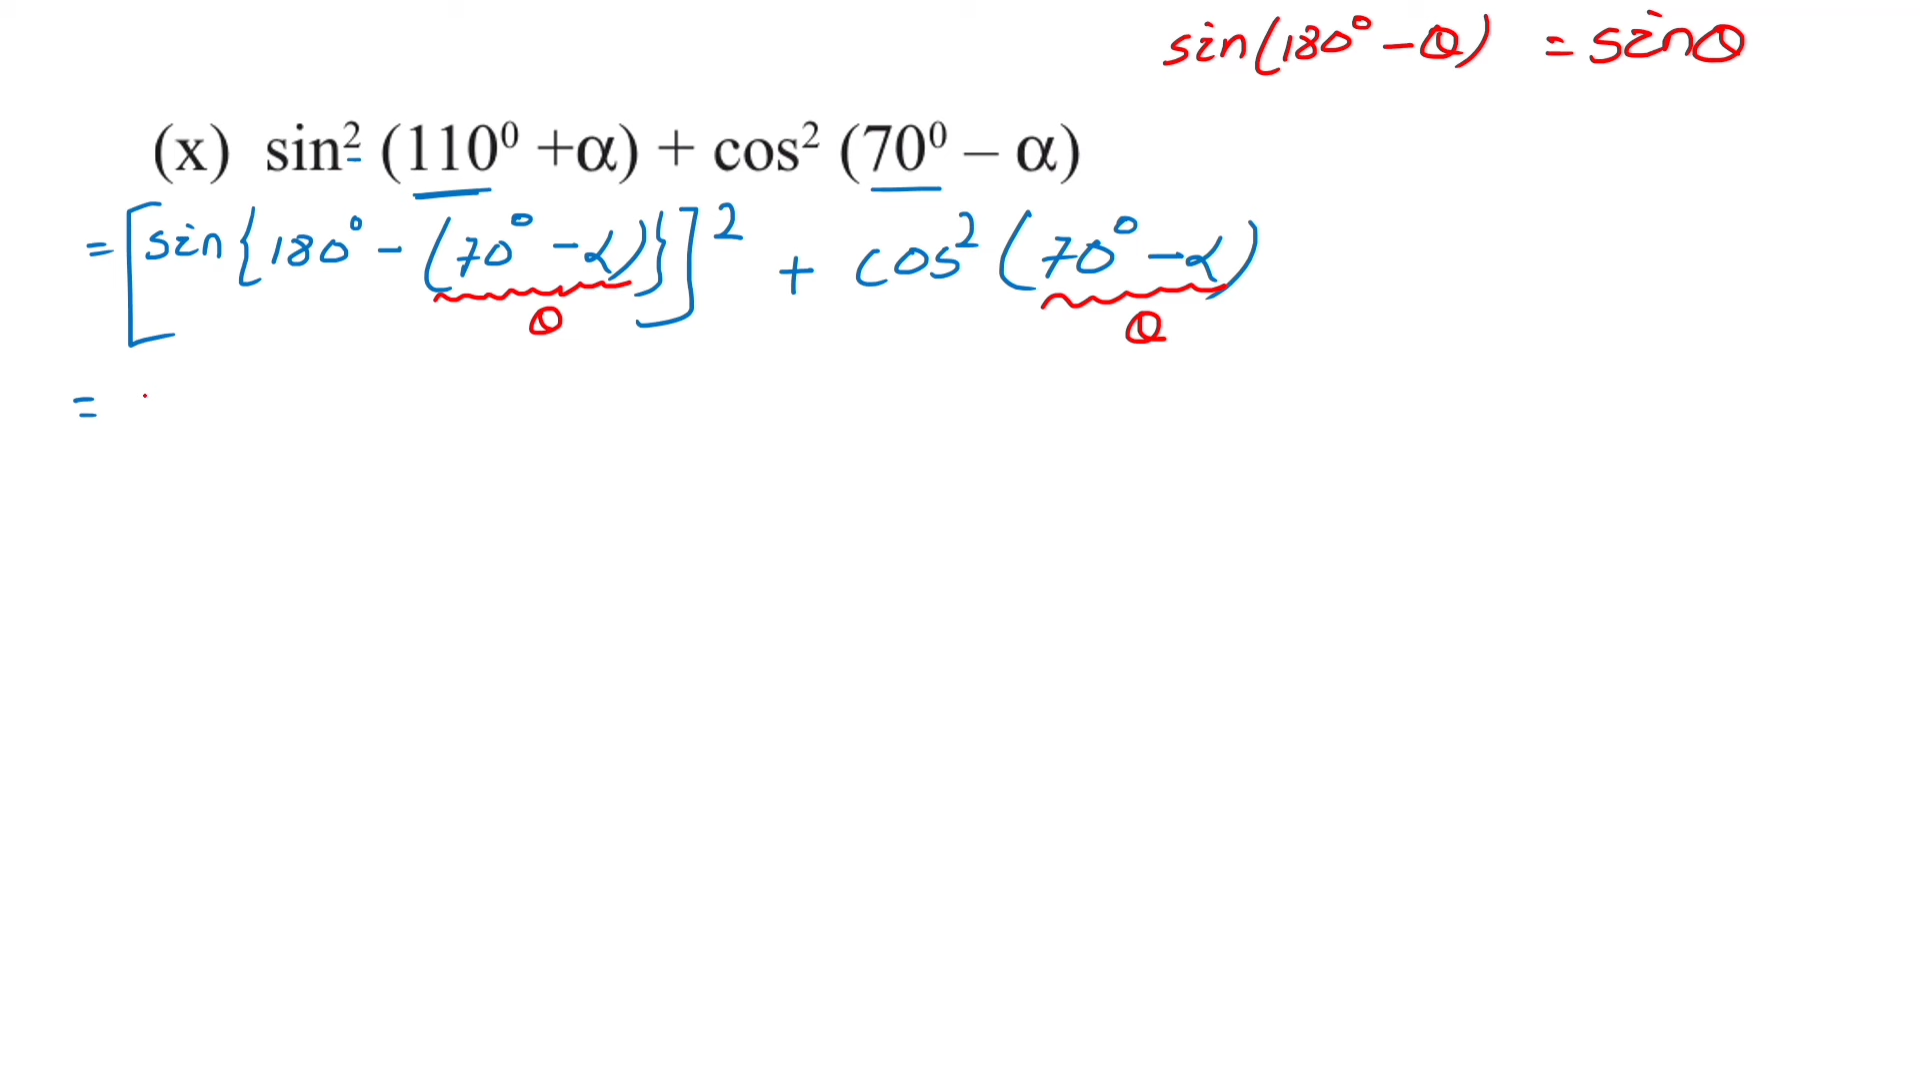 sin(180° − θ) = sinθ
(x) sin² (110⁰ +α) + cos² (70⁰ – α)
= [sin{180° − (70° − α)}]² + cos² (70° − α)
θ θ
=